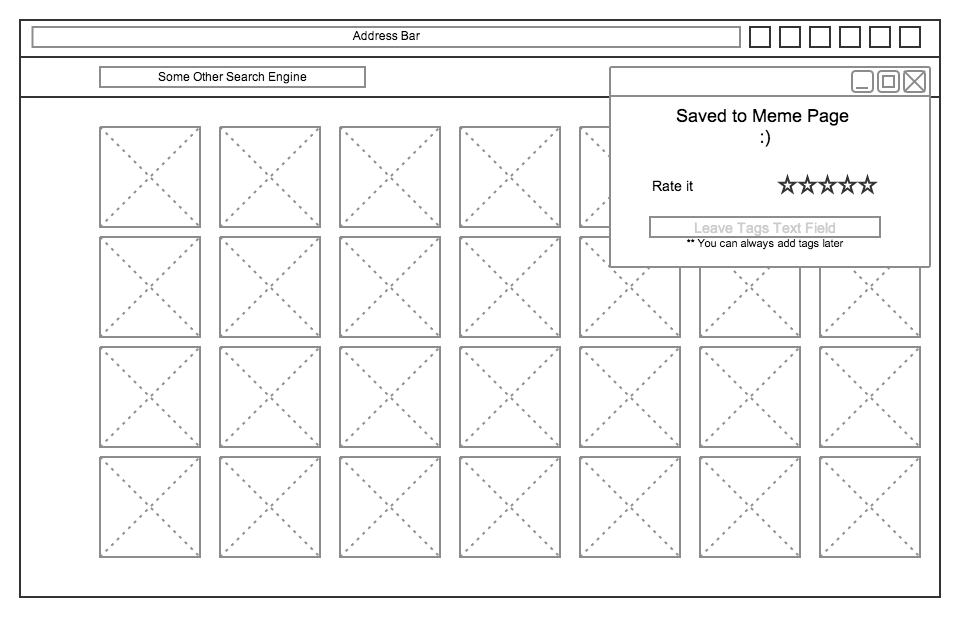 Address Bar
Some Other Search Engine
Saved to Meme Page
:)
Rate it
Leave Tags Text Field
** You can always add tags later